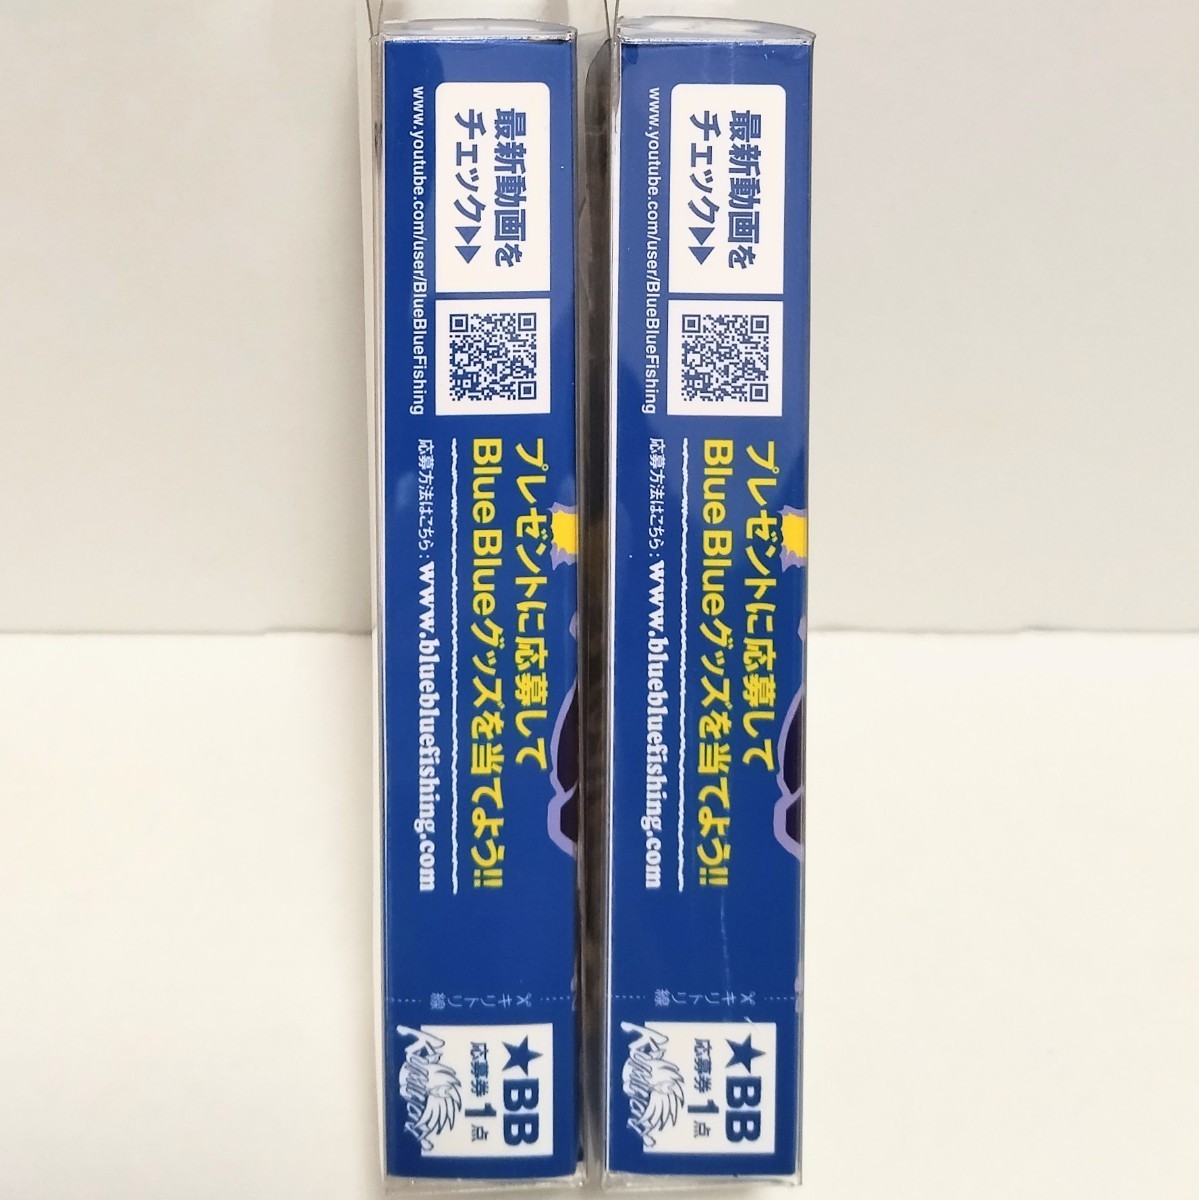 最新動画を
チェック▶▶
www.youtube.com/user/BlueBlueFishing
プレゼントに応募して
BlueBlueグッズを当てよう!!
応募方法はこちら：www.bluebluefishing.com
キリトリ線
★BB
応募券
1点
最新動画を
チェック▶▶
www.youtube.com/user/BlueBlueFishing
プレゼントに応募して
BlueBlueグッズを当てよう!!
応募方法はこちら：www.bluebluefishing.com
キリトリ線
★BB
応募券
1点